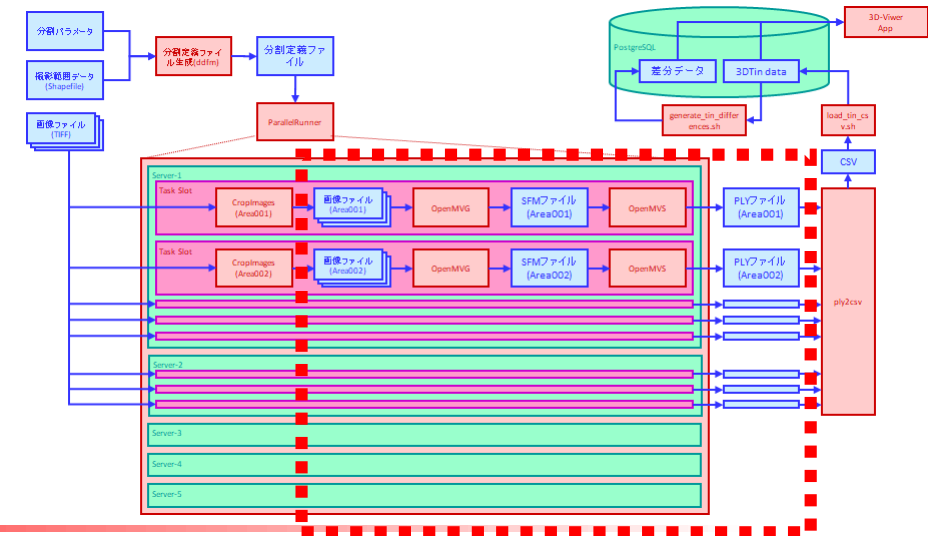 分割パラメータ
撮影範囲データ
(Shapefile)
画像ファイル
(TIFF)
分割定義ファイ
ル生成(ddfm)
分割定義ファ
イル
ParallelRunner
PostgreSQL
差分データ
3DTin data
3D-Viwer
App
generate_tin_differ
ences.sh
load_tin_cs
v.sh
CSV
Server-1
Task Slot
CropImages
(Area001)
画像ファイル
(Area001)
OpenMVG
SFMファイル
(Area001)
OpenMVS
PLYファイル
(Area001)
Task Slot
CropImages
(Area002)
画像ファイル
(Area002)
OpenMVG
SFMファイル
(Area002)
OpenMVS
PLYファイル
(Area002)
ply2csv
Server-2
Server-3
Server-4
Server-5